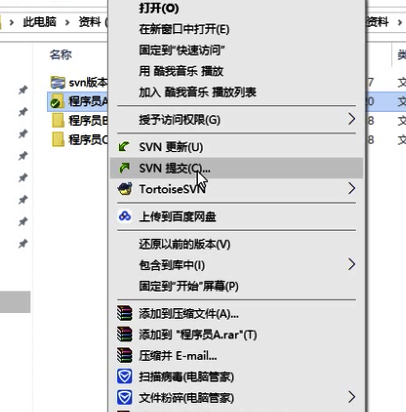 打开(O)
此电脑 › 资料 (
资料 ›
在新窗口中打开(E)
名称
固定到"快速访问"
用 酷我音乐 播放
svn版本
7
加入 酷我音乐 播放列表
程序员A
20
程序员B
8
授予访问权限(G)
程序员C
8
SVN 更新(U)
SVN 提交(C)...
TortoiseSVN
上传到百度网盘
还原以前的版本(V)
包含到库中(I)
固定到"开始"屏幕(P)
添加到压缩文件(A)...
添加到 "程序员A.rar"(T)
压缩并 E-mail...
扫描病毒(电脑管家)
文件粉碎(电脑管家)